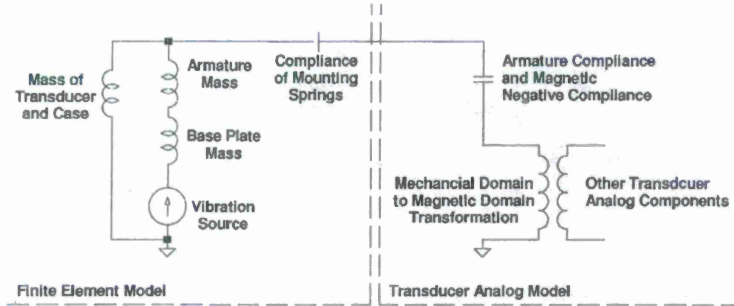 Mass of
Transducer
and Case
Armature
Mass
Base Plate
Mass
Vibration
Source
Compliance
of Mounting
Springs
Armature Compliance
and Magnetic
Negative Compliance
Mechancial Domain
to Magnetic Domain
Transformation
Other Transdcuer
Analog Components
Finite Element Model
Transducer Analog Model